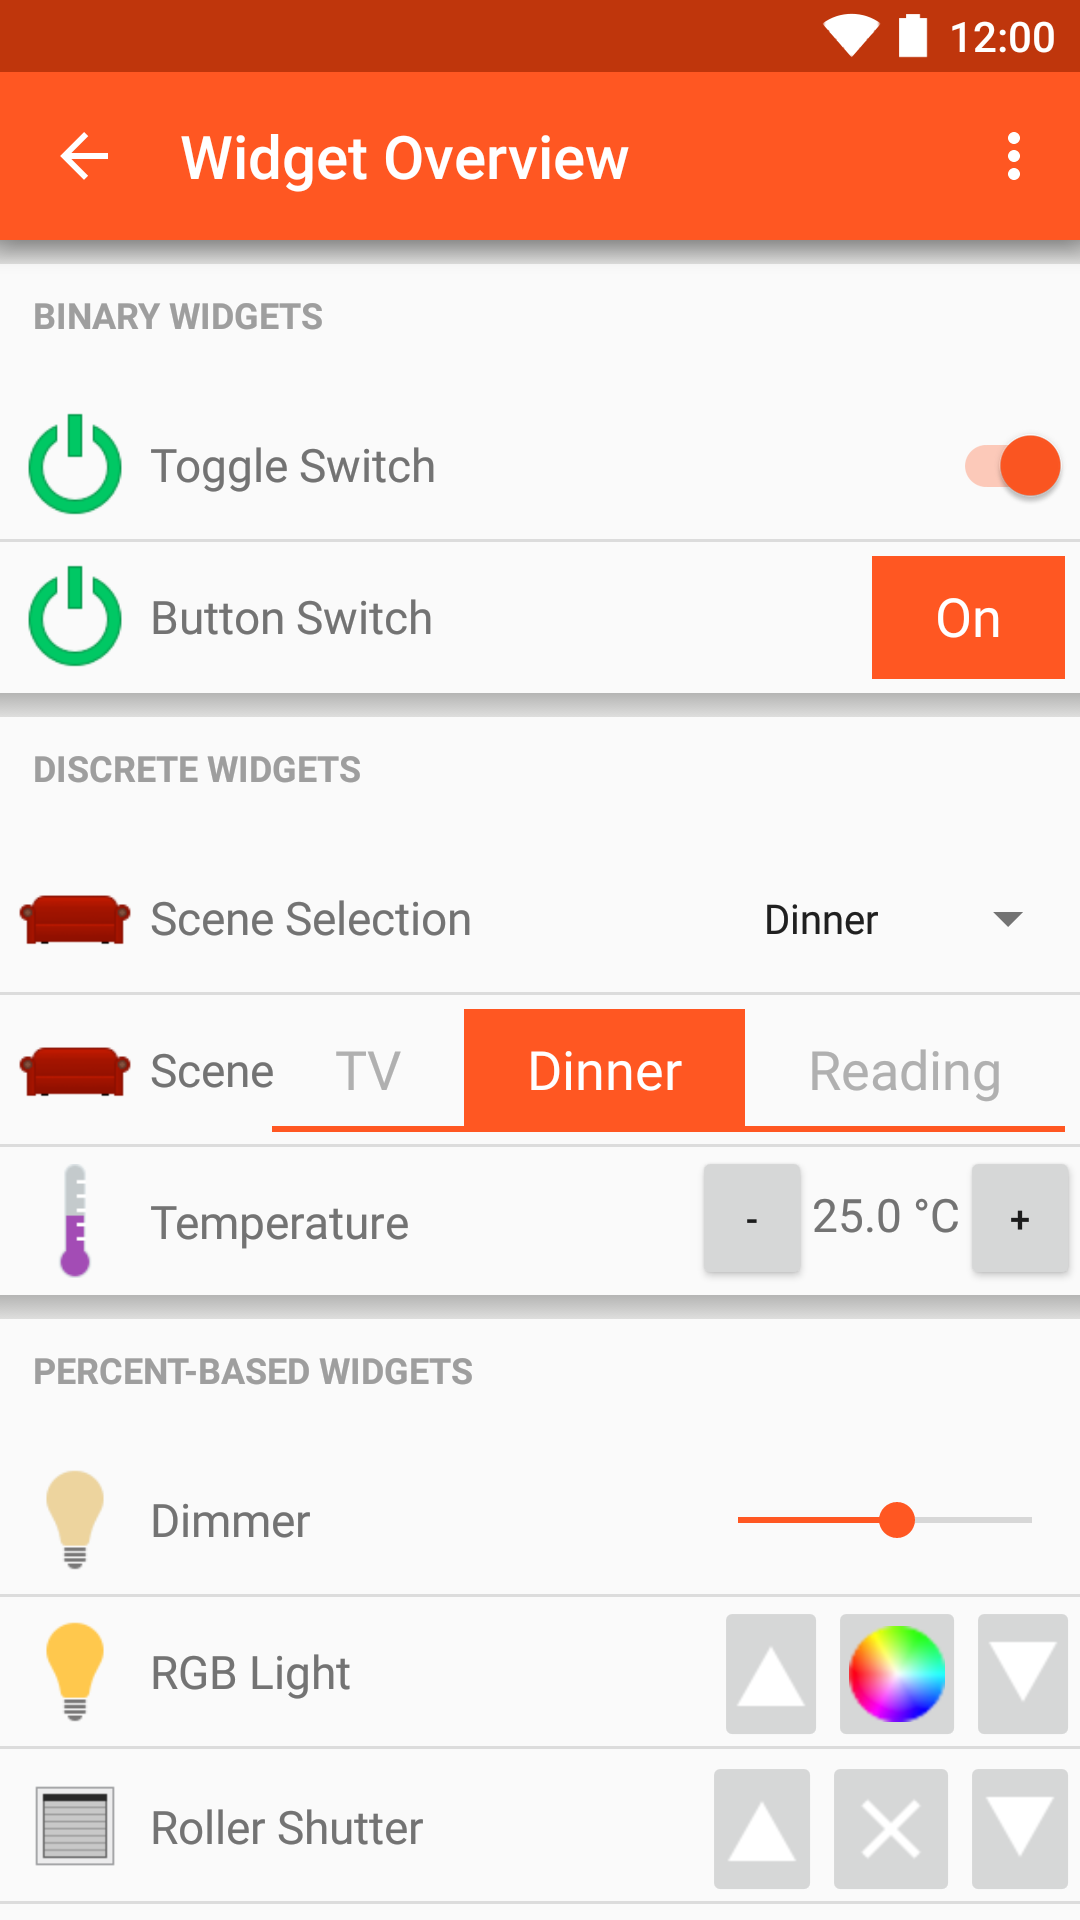 12:00
Widget Overview
BINARY WIDGETS
Toggle Switch
Button Switch On
DISCRETE WIDGETS
Scene Selection Dinner
Scene TV Dinner Reading
Temperature - 25.0 °C +
PERCENT-BASED WIDGETS
Dimmer
RGB Light
Roller Shutter